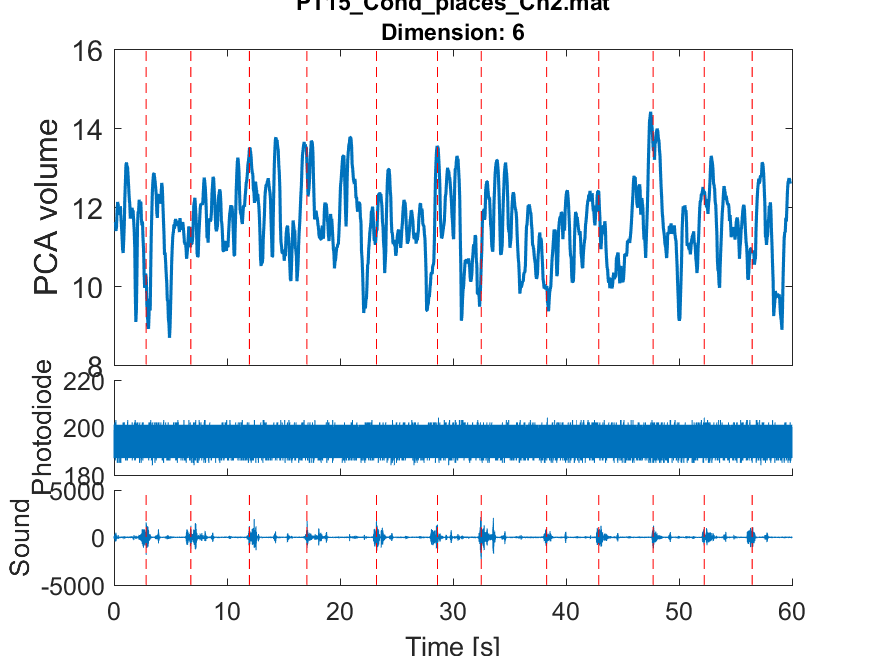 PT15_Cond_places_Ch2.mat
Dimension: 6
16
14
12
10
8
PCA volume
220
200
180
Photodiode
5000
0
-5000
Sound
0 10 20 30 40 50 60
Time [s]